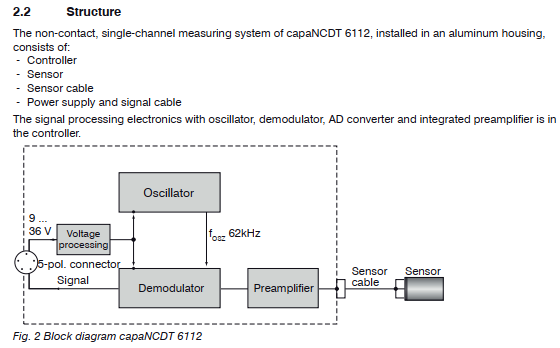 2.2 Structure
The non-contact, single-channel measuring system of capaNCDT 6112, installed in an aluminum housing,
consists of:
- Controller
- Sensor
- Sensor cable
- Power supply and signal cable
The signal processing electronics with oscillator, demodulator, AD converter and integrated preamplifier is in
the controller.
Oscillator
9 ...
36 V
Voltage
processing
fosz 62kHz
5-pol. connector
Signal
Demodulator
Preamplifier
Sensor
cable
Sensor
Fig. 2 Block diagram capaNCDT 6112